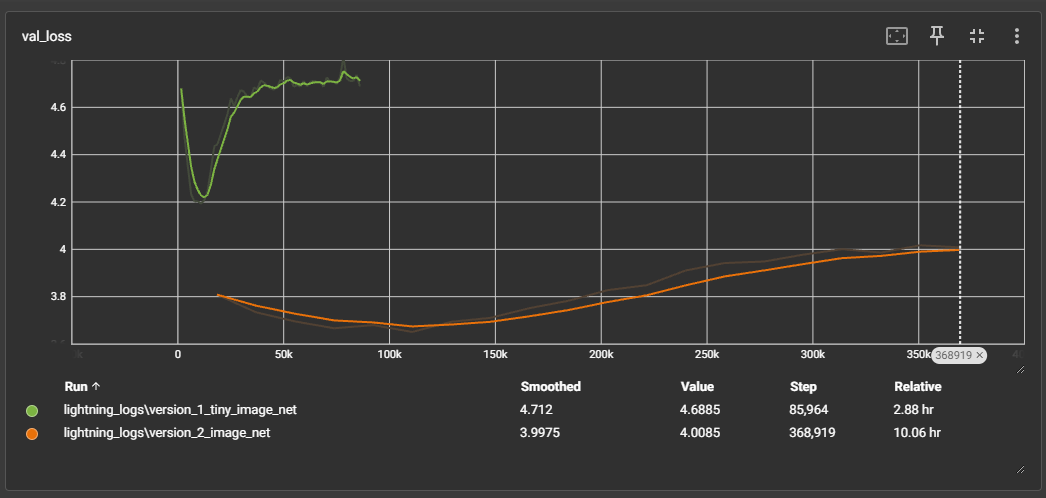 val_loss
4.6
4.4
4.2
4
3.8
0 50k 100k 150k 200k 250k 300k 350k 368919 ×
Run ↑ Smoothed Value Step Relative
lightning_logs\version_1_tiny_image_net 4.712 4.6885 85,964 2.88 hr
lightning_logs\version_2_image_net 3.9975 4.0085 368,919 10.06 hr